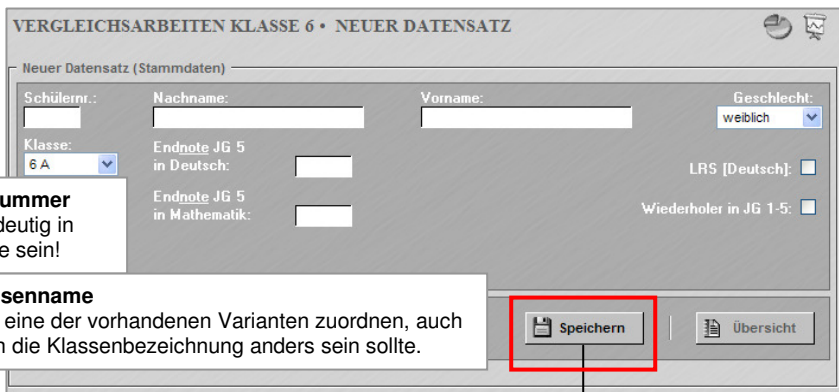 VERGLEICHSARBEITEN KLASSE 6 • NEUER DATENSATZ
Neuer Datensatz (Stammdaten)
Schülernr.: Nachname: Vorname: Geschlecht:
weiblich
Klasse:
6 A
Endnote JG 5
in Deutsch:
LRS [Deutsch]:
Endnote JG 5
in Mathematik:
Wiederholer in JG 1-5:
ummer
deutig in
e sein!
senname
eine der vorhandenen Varianten zuordnen, auch
n die Klassenbezeichnung anders sein sollte.
Speichern
Übersicht